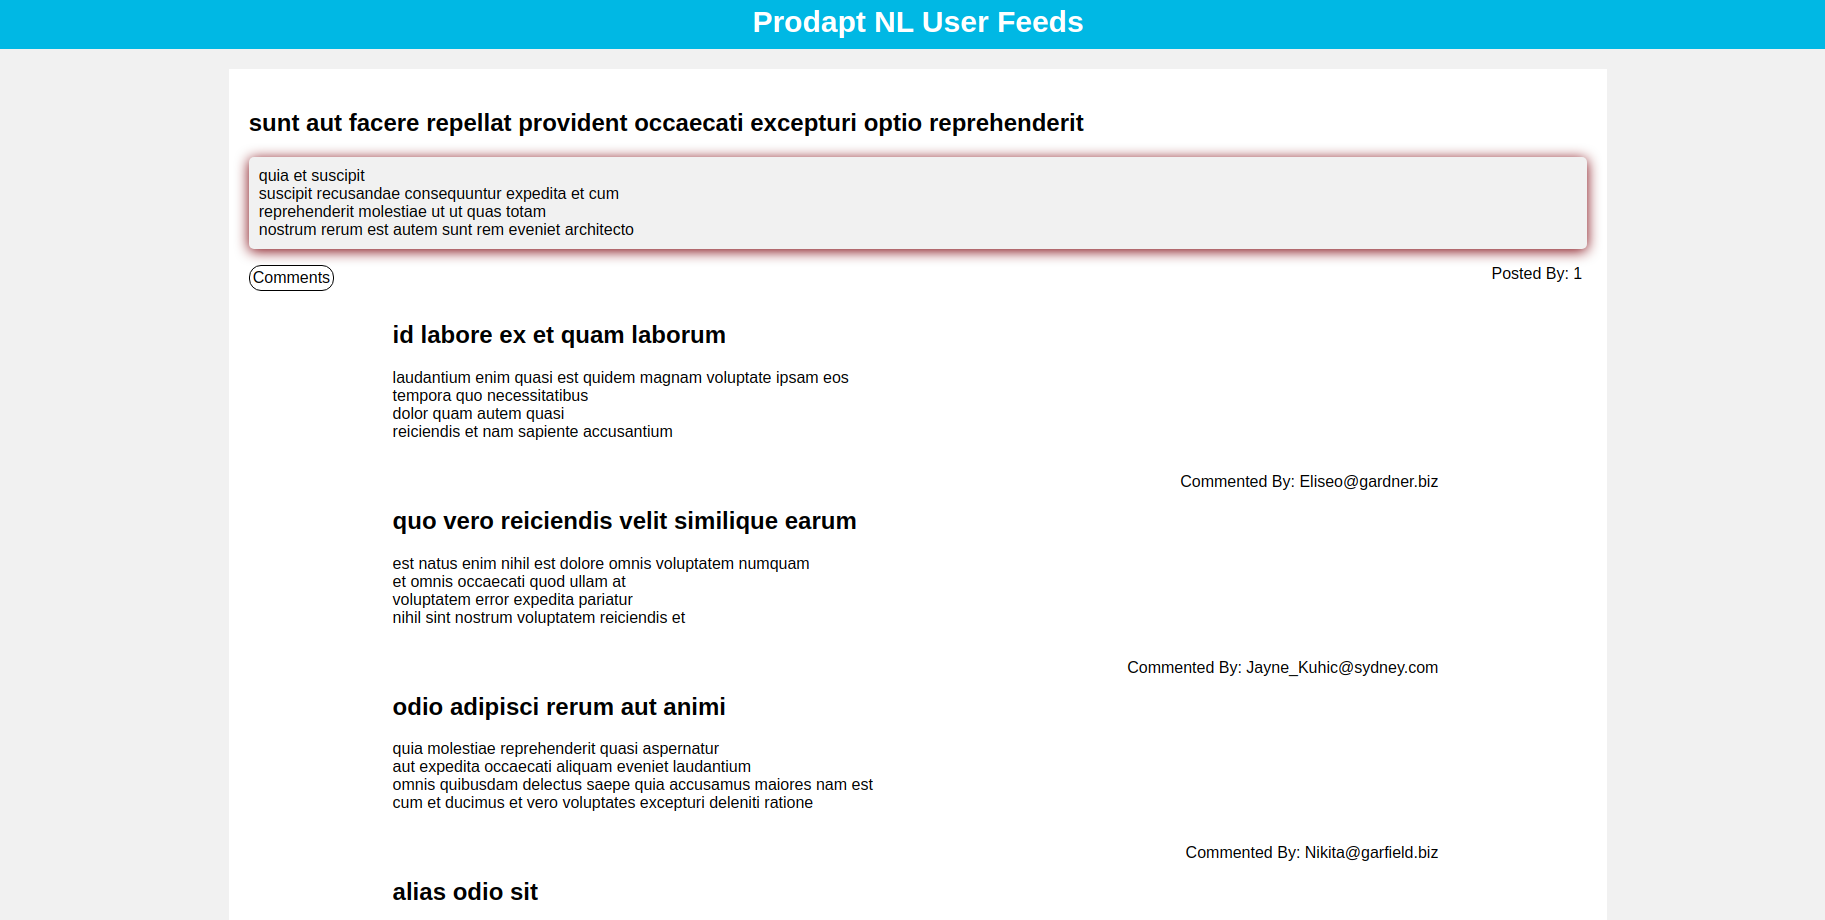 Prodapt NL User Feeds
sunt aut facere repellat provident occaecati excepturi optio reprehenderit
quia et suscipit
suscipit recusandae consequuntur expedita et cum
reprehenderit molestiae ut ut quas totam
nostrum rerum est autem sunt rem eveniet architecto
Comments
Posted By: 1
id labore ex et quam laborum
laudantium enim quasi est quidem magnam voluptate ipsam eos
tempora quo necessitatibus
dolor quam autem quasi
reiciendis et nam sapiente accusantium
Commented By: Eliseo@gardner.biz
quo vero reiciendis velit similique earum
est natus enim nihil est dolore omnis voluptatem numquam
et omnis occaecati quod ullam at
voluptatem error expedita pariatur
nihil sint nostrum voluptatem reiciendis et
Commented By: Jayne_Kuhic@sydney.com
odio adipisci rerum aut animi
quia molestiae reprehenderit quasi aspernatur
aut expedita occaecati aliquam eveniet laudantium
omnis quibusdam delectus saepe quia accusamus maiores nam est
cum et ducimus et vero voluptates excepturi deleniti ratione
Commented By: Nikita@garfield.biz
alias odio sit